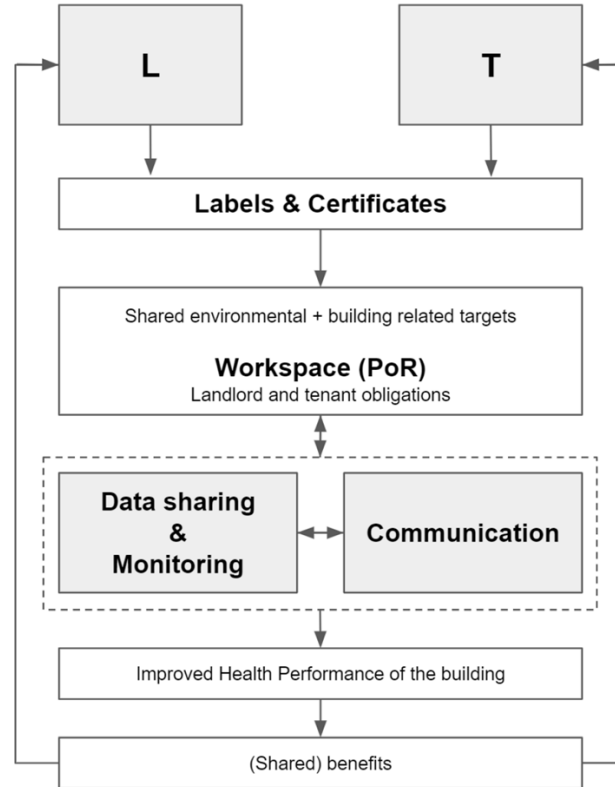 L
T
Labels & Certificates
Shared environmental + building related targets
Workspace (PoR)
Landlord and tenant obligations
Data sharing
&
Monitoring
Communication
Improved Health Performance of the building
(Shared) benefits